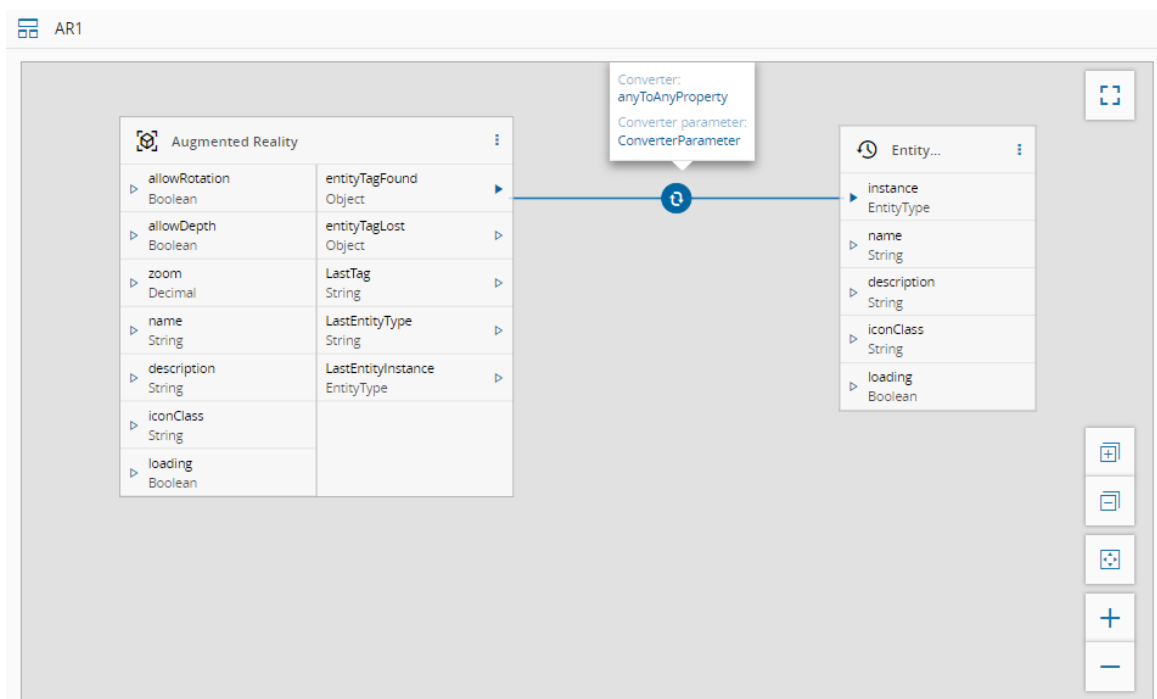 AR1
Converter:
anyToAnyProperty
Converter parameter:
ConverterParameter
Augmented Reality
allowRotation
Boolean
allowDepth
Boolean
zoom
Decimal
name
String
description
String
iconClass
String
loading
Boolean
entityTagFound
Object
entityTagLost
Object
LastTag
String
LastEntityType
String
LastEntityInstance
EntityType
Entity...
instance
EntityType
name
String
description
String
iconClass
String
loading
Boolean